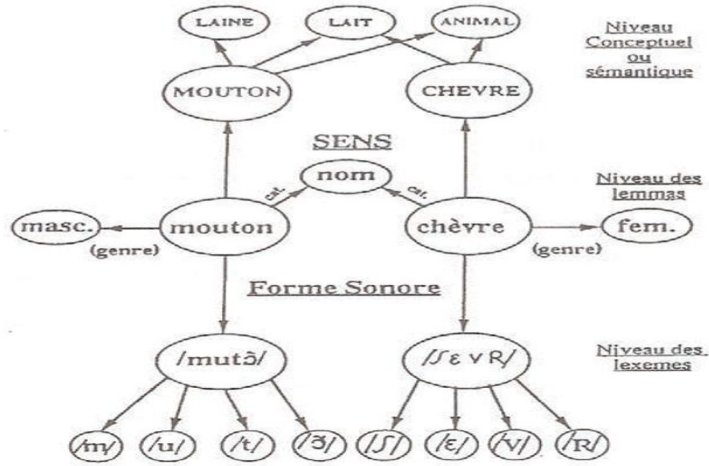 LAINE LAIT ANIMAL
Niveau
Conceptuel
ou
sémantique
MOUTON CHEVRE
SENS
nom
cat. cat.
Niveau des
lemmas
masc. mouton chèvre fem.
(genre) (genre)
Forme Sonore
/mutɔ̃/ /ʃɛvR/
Niveau des
lexemes
/m/ /u/ /t/ /ɔ̃/ /ʃ/ /ɛ/ /v/ /R/